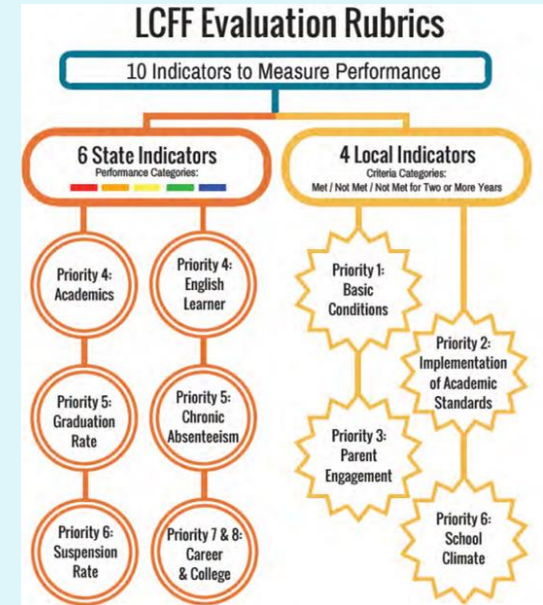 LCFF Evaluation Rubrics
10 Indicators to Measure Performance
6 State Indicators
Performance Categories:
4 Local Indicators
Criteria Categories:
Met / Not Met / Not Met for Two or More Years
Priority 4:
Academics
Priority 4:
English
Learner
Priority 5:
Graduation
Rate
Priority 5:
Chronic
Absenteeism
Priority 6:
Suspension
Rate
Priority 7 & 8:
Career
& College
Priority 1:
Basic
Conditions
Priority 2:
Implementation
of Academic
Standards
Priority 3:
Parent
Engagement
Priority 6:
School
Climate